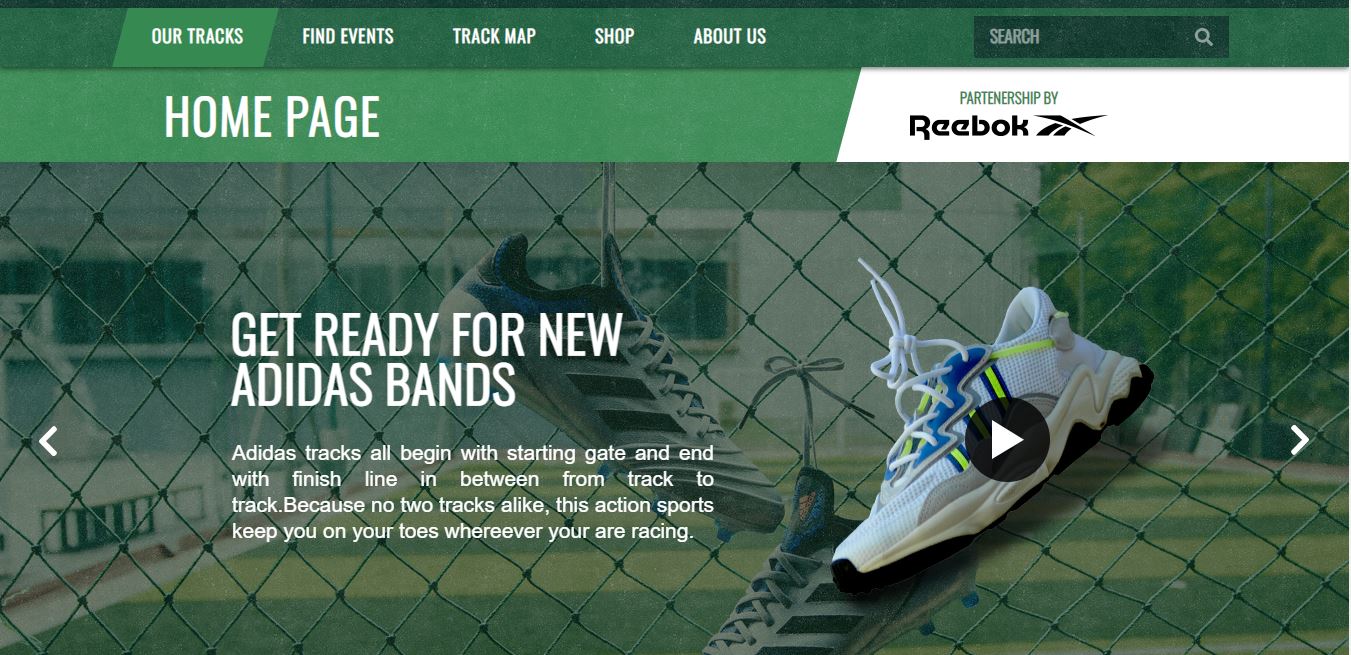 OUR TRACKS
FIND EVENTS
TRACK MAP
SHOP
ABOUT US
SEARCH
HOME PAGE
PARTENERSHIP BY
Reebok
GET READY FOR NEW
ADIDAS BANDS
Adidas tracks all begin with starting gate and end
with finish line in between from track to
track.Because no two tracks alike, this action sports
keep you on your toes whereever your are racing.